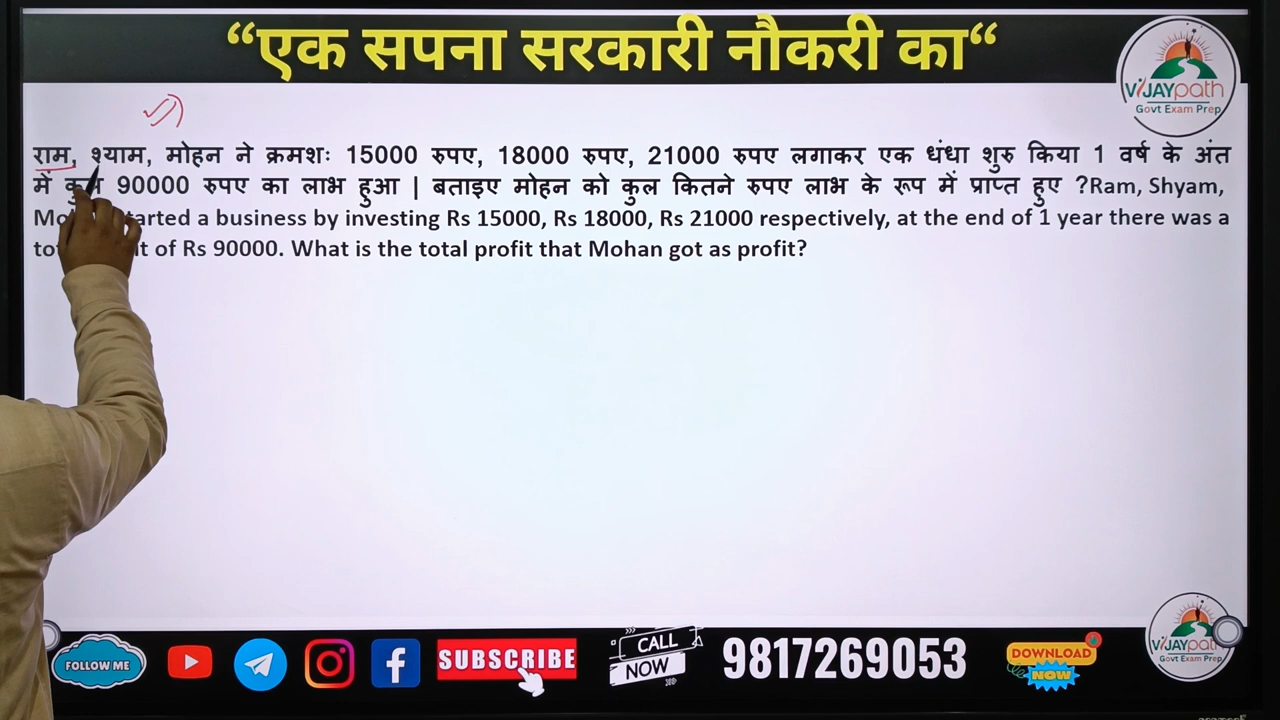 “एक सपना सरकारी नौकरी का“
VIJAYpath
Govt Exam Prep
राम, श्याम, मोहन ने क्रमशः 15000 रुपए, 18000 रुपए, 21000 रुपए लगाकर एक धंधा शुरु किया 1 वर्ष के अंत
में 90000 रुपए का लाभ हुआ | बताइए मोहन को कुल कितने रुपए लाभ के रूप में प्राप्त हुए ?Ram, Shyam,
started a business by investing Rs 15000, Rs 18000, Rs 21000 respectively, at the end of 1 year there was a
of Rs 90000. What is the total profit that Mohan got as profit?
FOLLOW ME
SUBSCRIBE
CALL
NOW
9817269053
DOWNLOAD
NOW
VIJAYpath
Govt Exam Prep